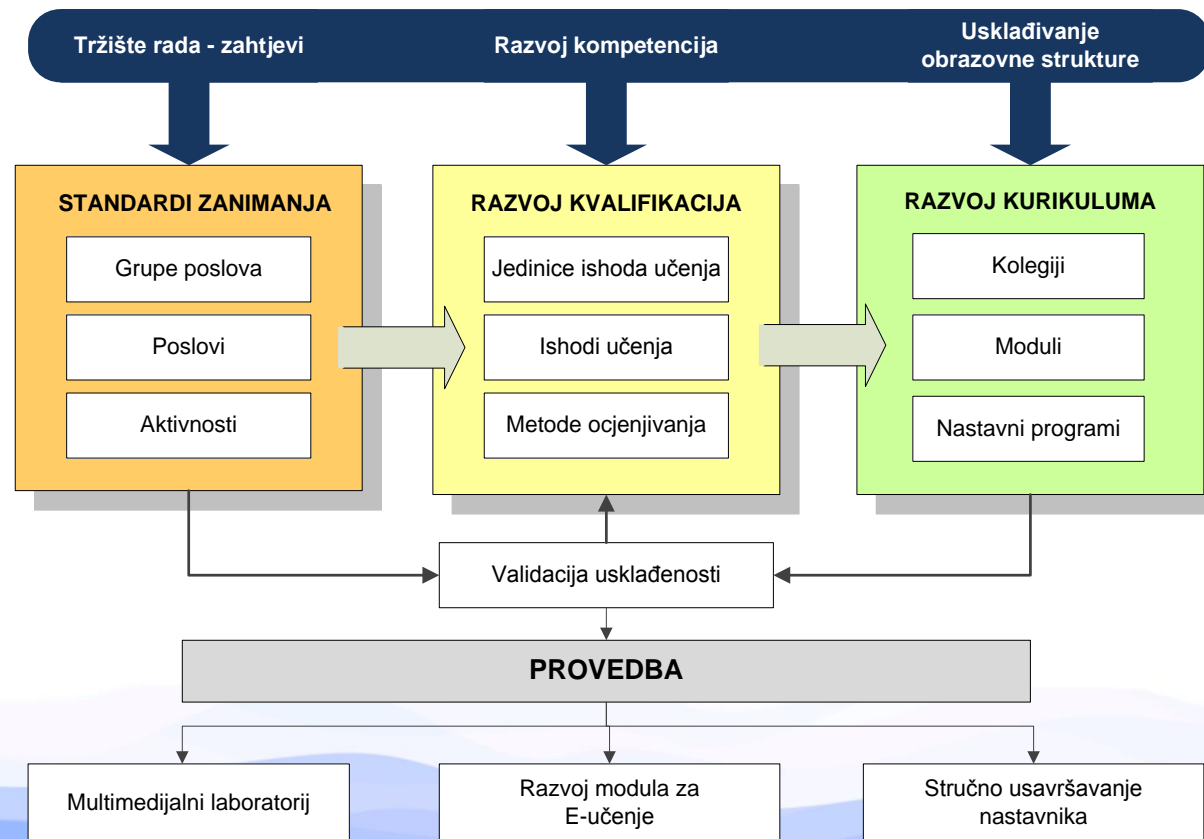 Tržište rada - zahtjevi
Razvoj kompetencija
Usklađivanje
obrazovne strukture
STANDARDI ZANIMANJA
Grupe poslova
Poslovi
Aktivnosti
RAZVOJ KVALIFIKACIJA
Jedinice ishoda učenja
Ishodi učenja
Metode ocjenjivanja
RAZVOJ KURIKULUMA
Kolegiji
Moduli
Nastavni programi
Validacija usklađenosti
PROVEDBA
Multimedijalni laboratorij
Razvoj modula za
E-učenje
Stručno usavršavanje
nastavnika